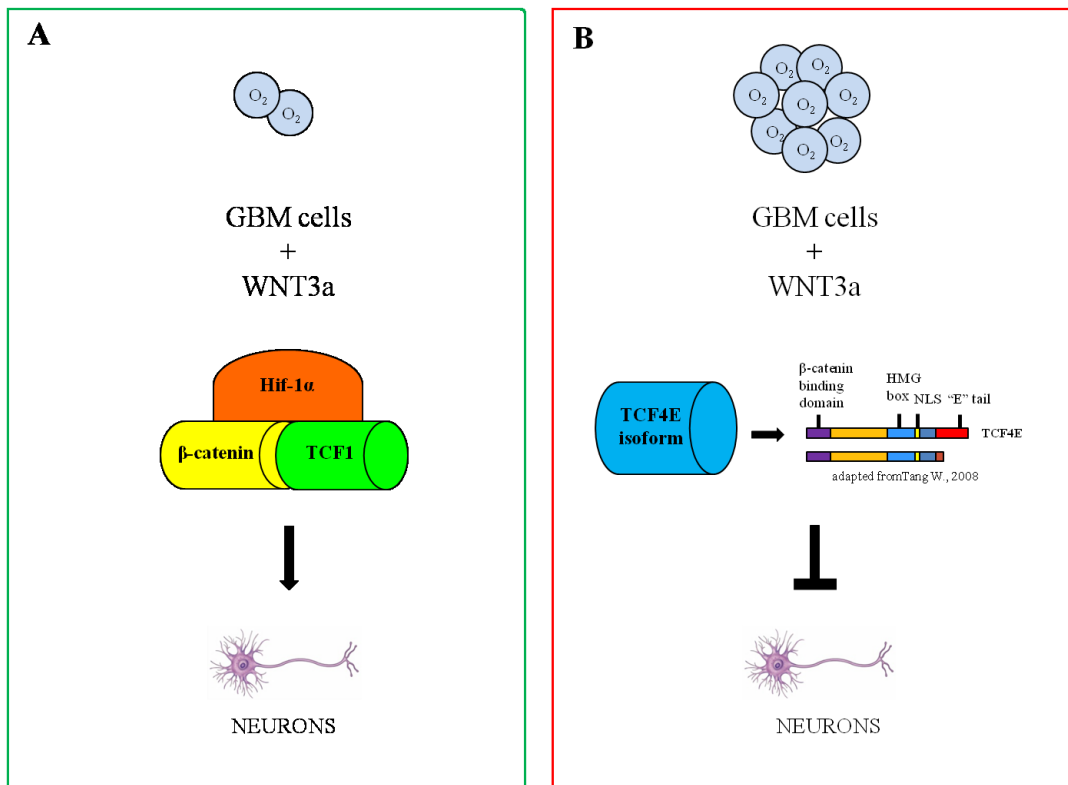 A
O2
O2
GBM cells
+
WNT3a
Hif-1α
β-catenin
TCF1
NEURONS
B
O2
O2
O2
O2
O2
O2
O2
O2
GBM cells
+
WNT3a
TCF4E
isoform
β-catenin
binding
domain
HMG
box
NLS
"E" tail
TCF4E
adapted fromTang W., 2008
NEURONS